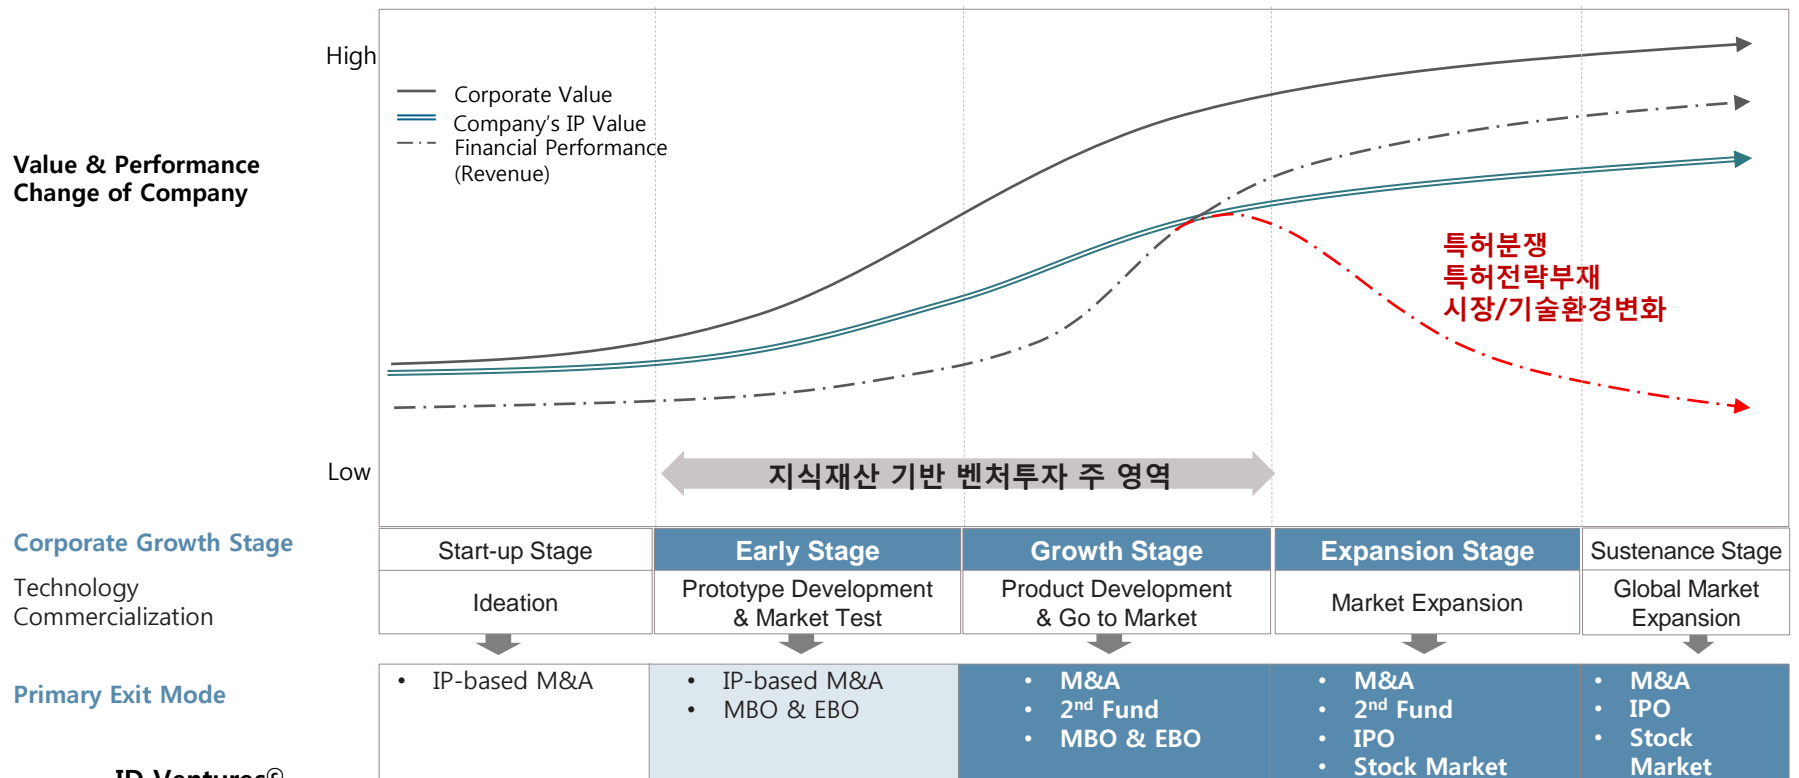 High
Corporate Value
Company's IP Value
Financial Performance
(Revenue)
Value & Performance
Change of Company
특허분쟁
특허전략부재
시장/기술환경변화
Low
지식재산 기반 벤처투자 주 영역
Corporate Growth Stage
Start-up Stage
Early Stage
Growth Stage
Expansion Stage
Sustenance Stage
Technology
Commercialization
Ideation
Prototype Development
& Market Test
Product Development
& Go to Market
Market Expansion
Global Market
Expansion
Primary Exit Mode
• IP-based M&A
• IP-based M&A
• MBO & EBO
• M&A
• 2nd Fund
• MBO & EBO
• M&A
• 2nd Fund
• IPO
• Stock Market
• M&A
• IPO
• Stock
Market
ID Ventures©